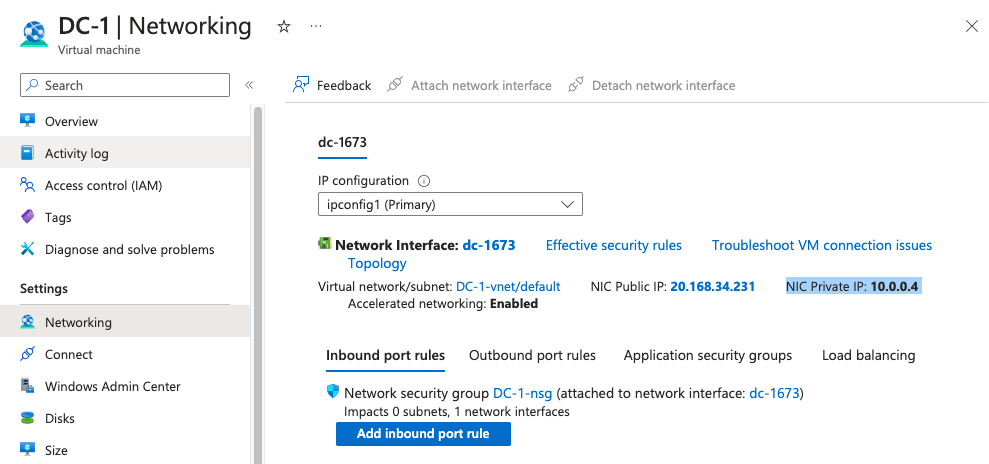 DC-1 | Networking
Virtual machine
Search
Overview
Activity log
Access control (IAM)
Tags
Diagnose and solve problems
Settings
Networking
Connect
Windows Admin Center
Disks
Size
Feedback
Attach network interface
Detach network interface
dc-1673
IP configuration
ipconfig1 (Primary)
Network Interface: dc-1673 Effective security rules Troubleshoot VM connection issues
Topology
Virtual network/subnet: DC-1-vnet/default NIC Public IP: 20.168.34.231 NIC Private IP: 10.0.0.4
Accelerated networking: Enabled
Inbound port rules Outbound port rules Application security groups Load balancing
Network security group DC-1-nsg (attached to network interface: dc-1673)
Impacts 0 subnets, 1 network interfaces
Add inbound port rule